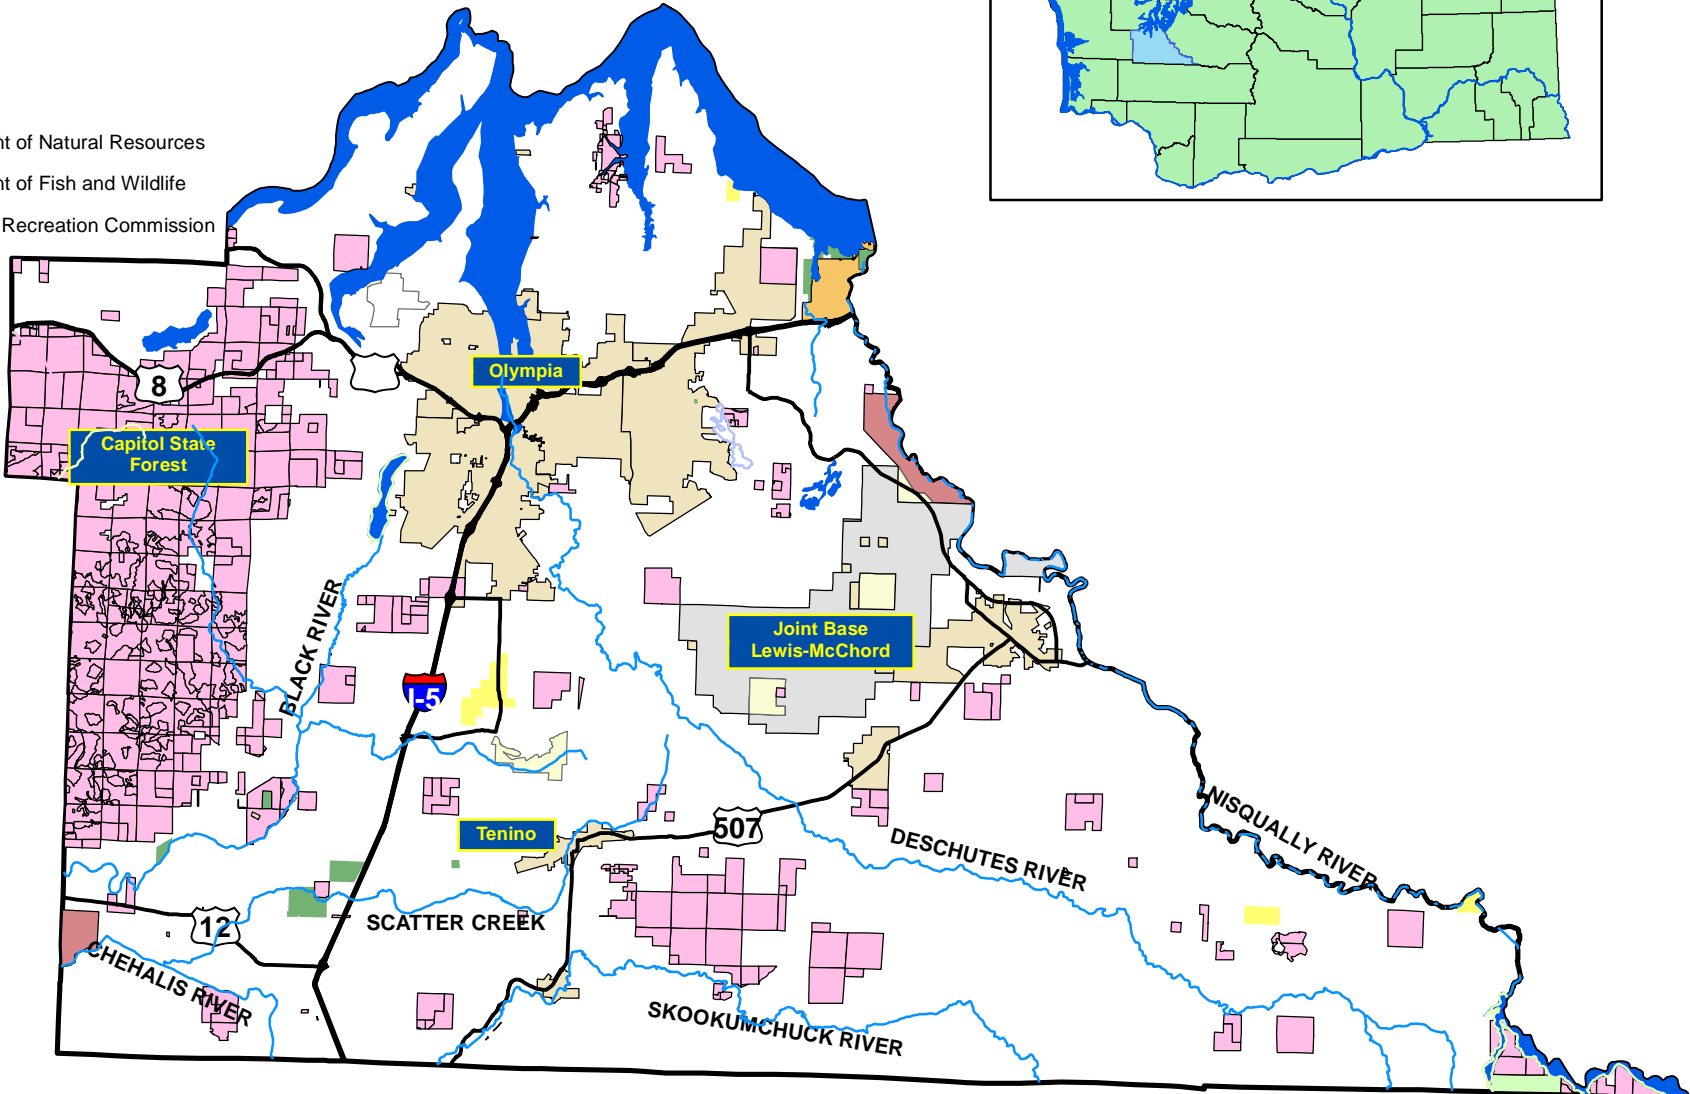 nt of Natural Resources
nt of Fish and Wildlife
Recreation Commission
8
Olympia
Capitol State
Forest
BLACK RIVER
I-5
Joint Base
Lewis-McChord
Tenino
507
NISQUALLY RIVER
DESCHUTES RIVER
SCATTER CREEK
12
CHEHALIS RIVER
SKOOKUMCHUCK RIVER